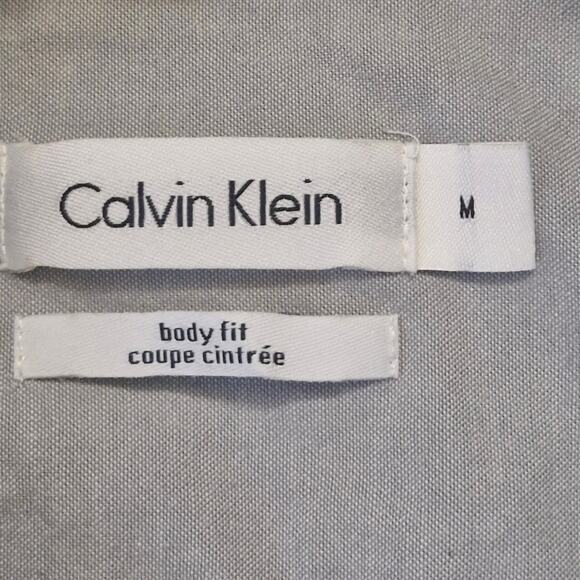 Calvin Klein
M
body fit
coupe cintrée